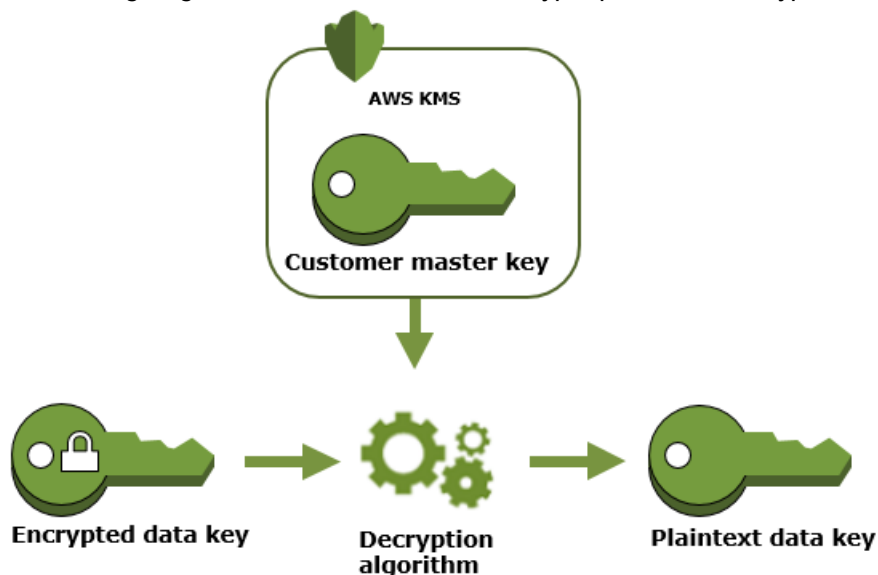 AWS KMS
Customer master key
Encrypted data key
Decryption
algorithm
Plaintext data key